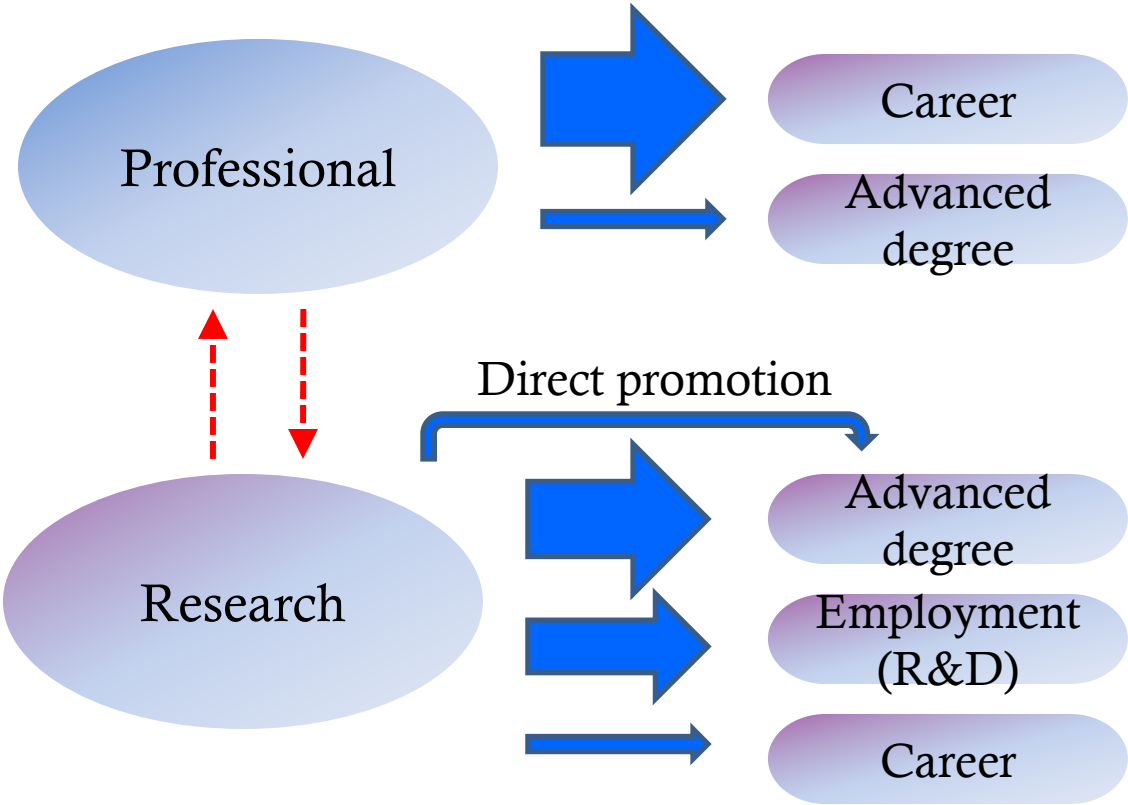 Professional
Career
Advanced
degree
Direct promotion
Research
Advanced
degree
Employment
(R&D)
Career